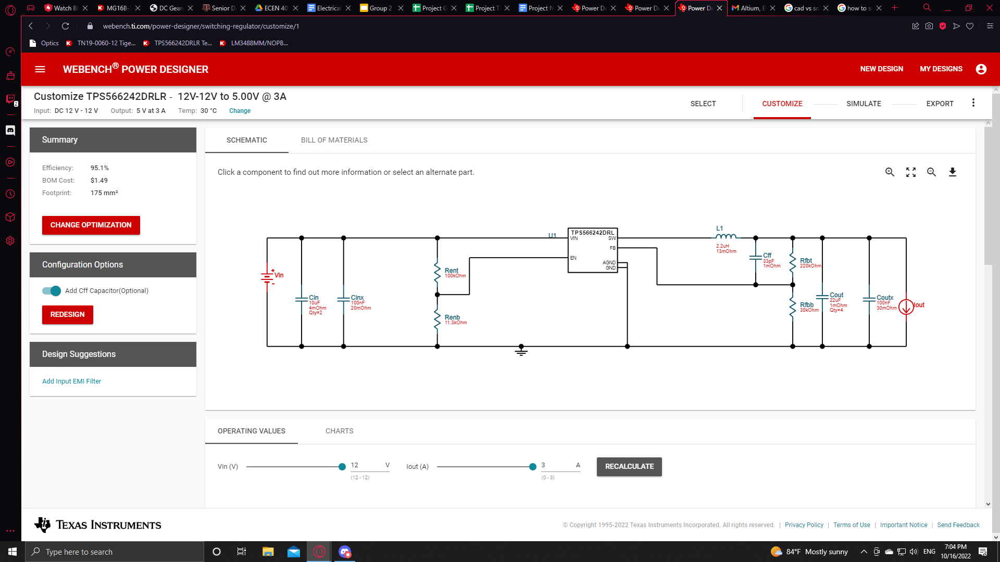 Watch B
MG16B-
DC Gear
Senior D
ECEN 40
Electrical
Group 2
Project G
Project T
Project N
Power De
Power De
Power De
Altium, E
cad vs so
how to s
webench.ti.com/power-designer/switching-regulator/customize/1
Optics
TN19-0060-12 Tige...
TPS566242DRLR Te...
LM3488MM/NOPB...
WEBENCH® POWER DESIGNER
NEW DESIGN
MY DESIGNS
Customize TPS566242DRLR - 12V-12V to 5.00V @ 3A
Input: DC 12 V - 12 V Output: 5 V at 3 A Temp: 30 °C Change
SELECT
CUSTOMIZE
SIMULATE
EXPORT
2
Summary
Efficiency: 95.1%
BOM Cost: $1.49
Footprint: 175 mm²
CHANGE OPTIMIZATION
Configuration Options
Add Cff Capacitor(Optional)
REDESIGN
Design Suggestions
Add Input EMI Filter
SCHEMATIC
BILL OF MATERIALS
Click a component to find out more information or select an alternate part.
Vin
Cin
10uF
4mOhm
Qty=2
Cinx
100nF
20mOhm
Rent
100kOhm
Renb
11.3kOhm
U1
TPS566242DRL
VIN
SW
FB
EN
AGND
GND
L1
2.2uH
13mOhm
Cff
33pF
1mOhm
Rfbt
220kOhm
Rfbb
30kOhm
Cout
22uF
1mOhm
Qty=4
Coutx
100nF
30mOhm
Iout
OPERATING VALUES
CHARTS
Vin (V)
12 V
(12 - 12)
Iout (A)
3 A
(0 - 3)
RECALCULATE
TEXAS INSTRUMENTS
© Copyright 1995-2022 Texas Instruments Incorporated. All rights reserved. | Privacy Policy | Terms of Use | Important Notice | Send Feedback
Type here to search
84°F Mostly sunny
ENG
7:04 PM
10/16/2022